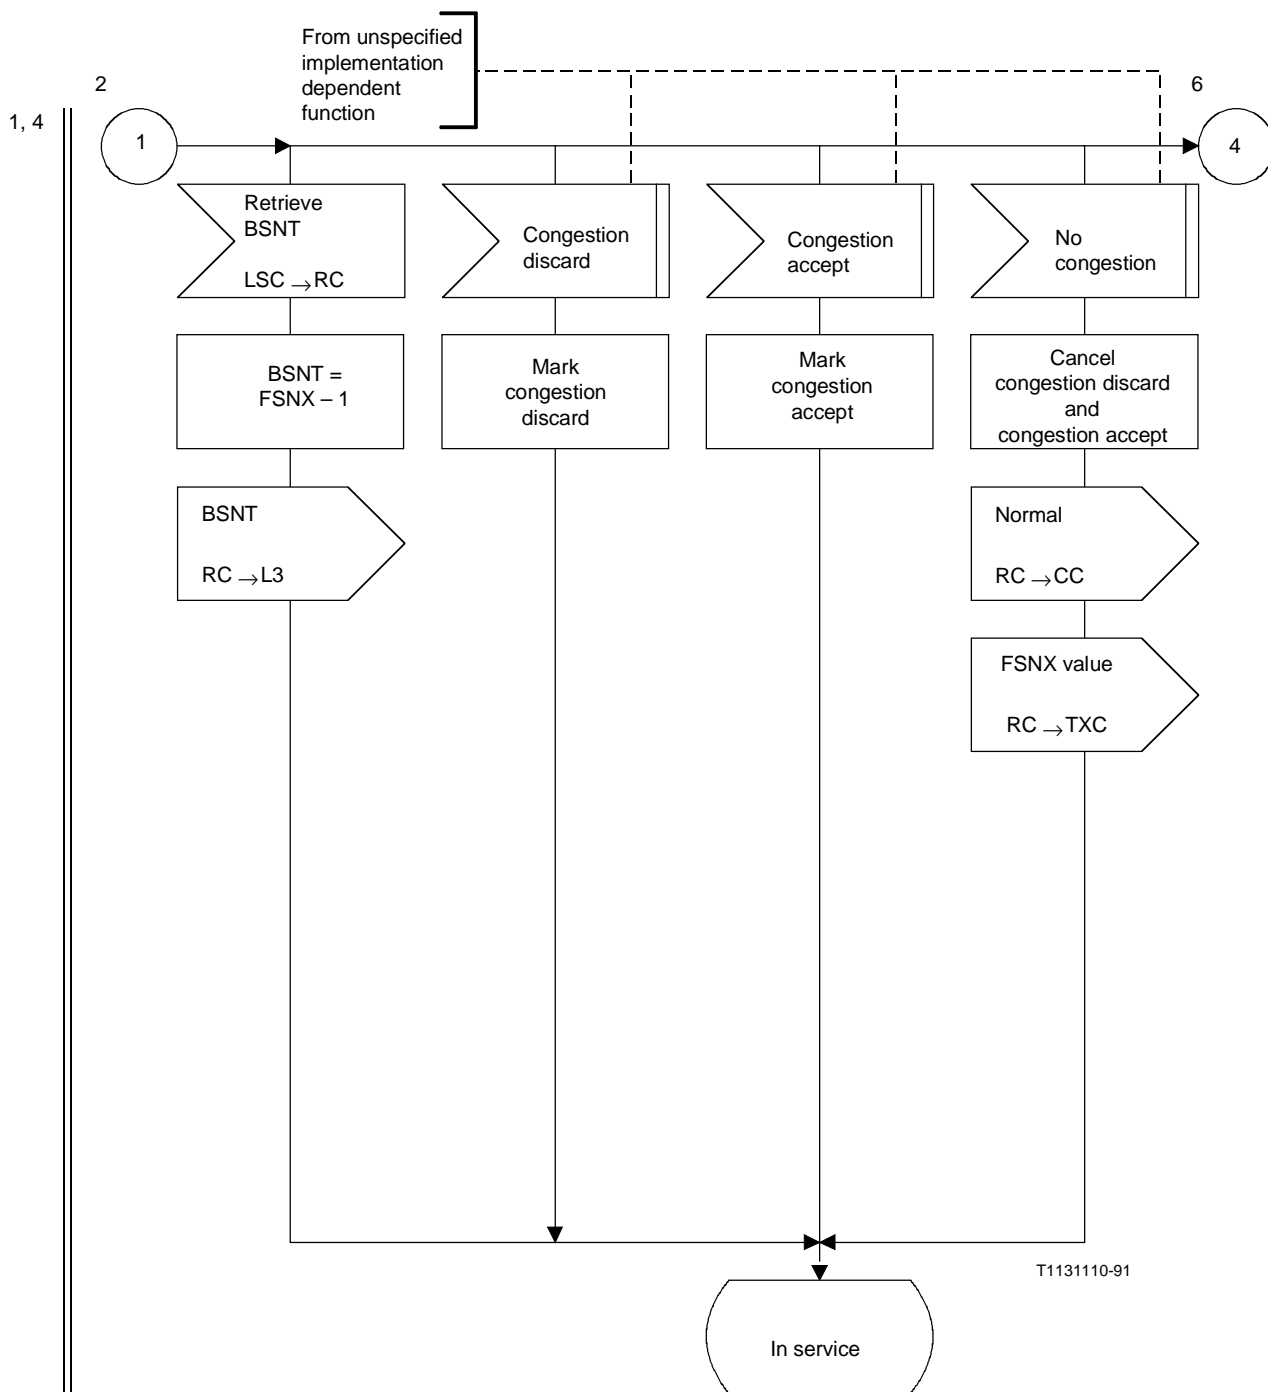 From unspecified
implementation
dependent
function
2
6
1, 4
1
4
Retrieve
BSNT
LSC →RC
Congestion
discard
Congestion
accept
No
congestion
BSNT =
FSNX – 1
Mark
congestion
discard
Mark
congestion
accept
Cancel
congestion discard
and
congestion accept
BSNT
RC →L3
Normal
RC →CC
FSNX value
RC →TXC
T1131110-91
In service